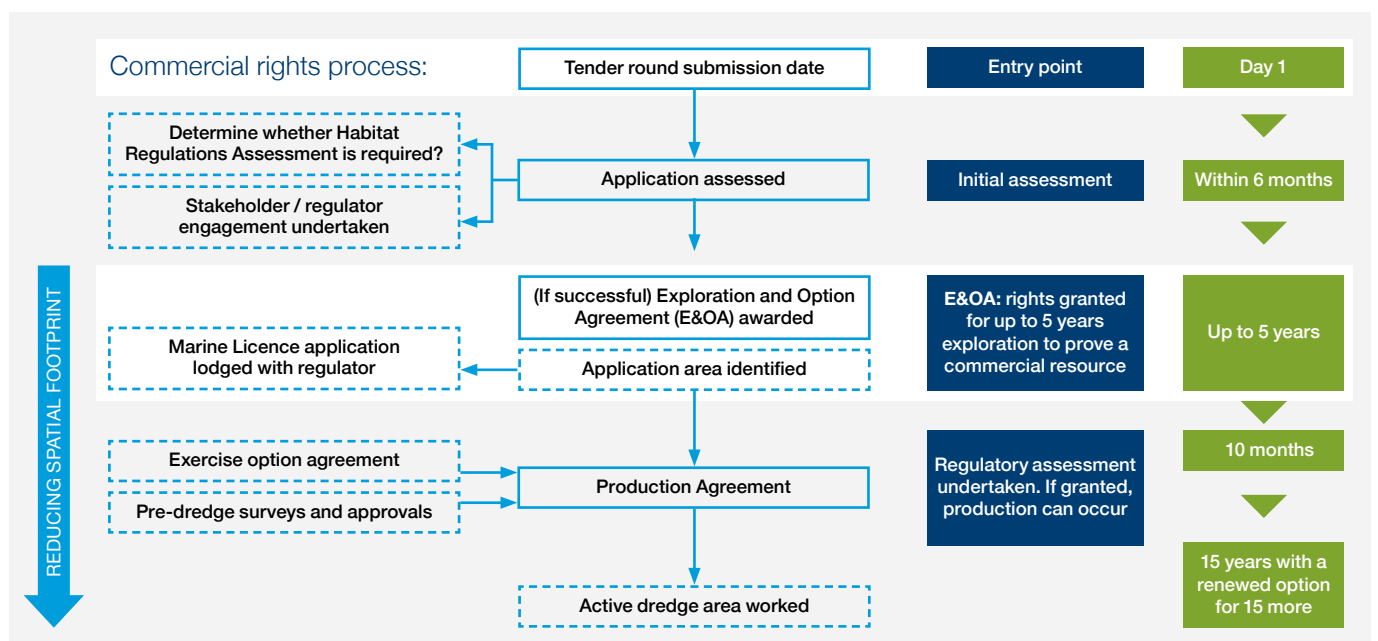 Commercial rights process:
Tender round submission date
Entry point
Day 1
Determine whether Habitat
Regulations Assessment is required?
Stakeholder / regulator
engagement undertaken
Application assessed
Initial assessment
Within 6 months
REDUCING SPATIAL FOOTPRINT
(If successful) Exploration and Option
Agreement (E&OA) awarded
Marine Licence application
lodged with regulator
Application area identified
E&OA: rights granted
for up to 5 years
exploration to prove a
commercial resource
Up to 5 years
Exercise option agreement
Pre-dredge surveys and approvals
Production Agreement
Regulatory assessment
undertaken. If granted,
production can occur
10 months
Active dredge area worked
15 years with a
renewed option
for 15 more